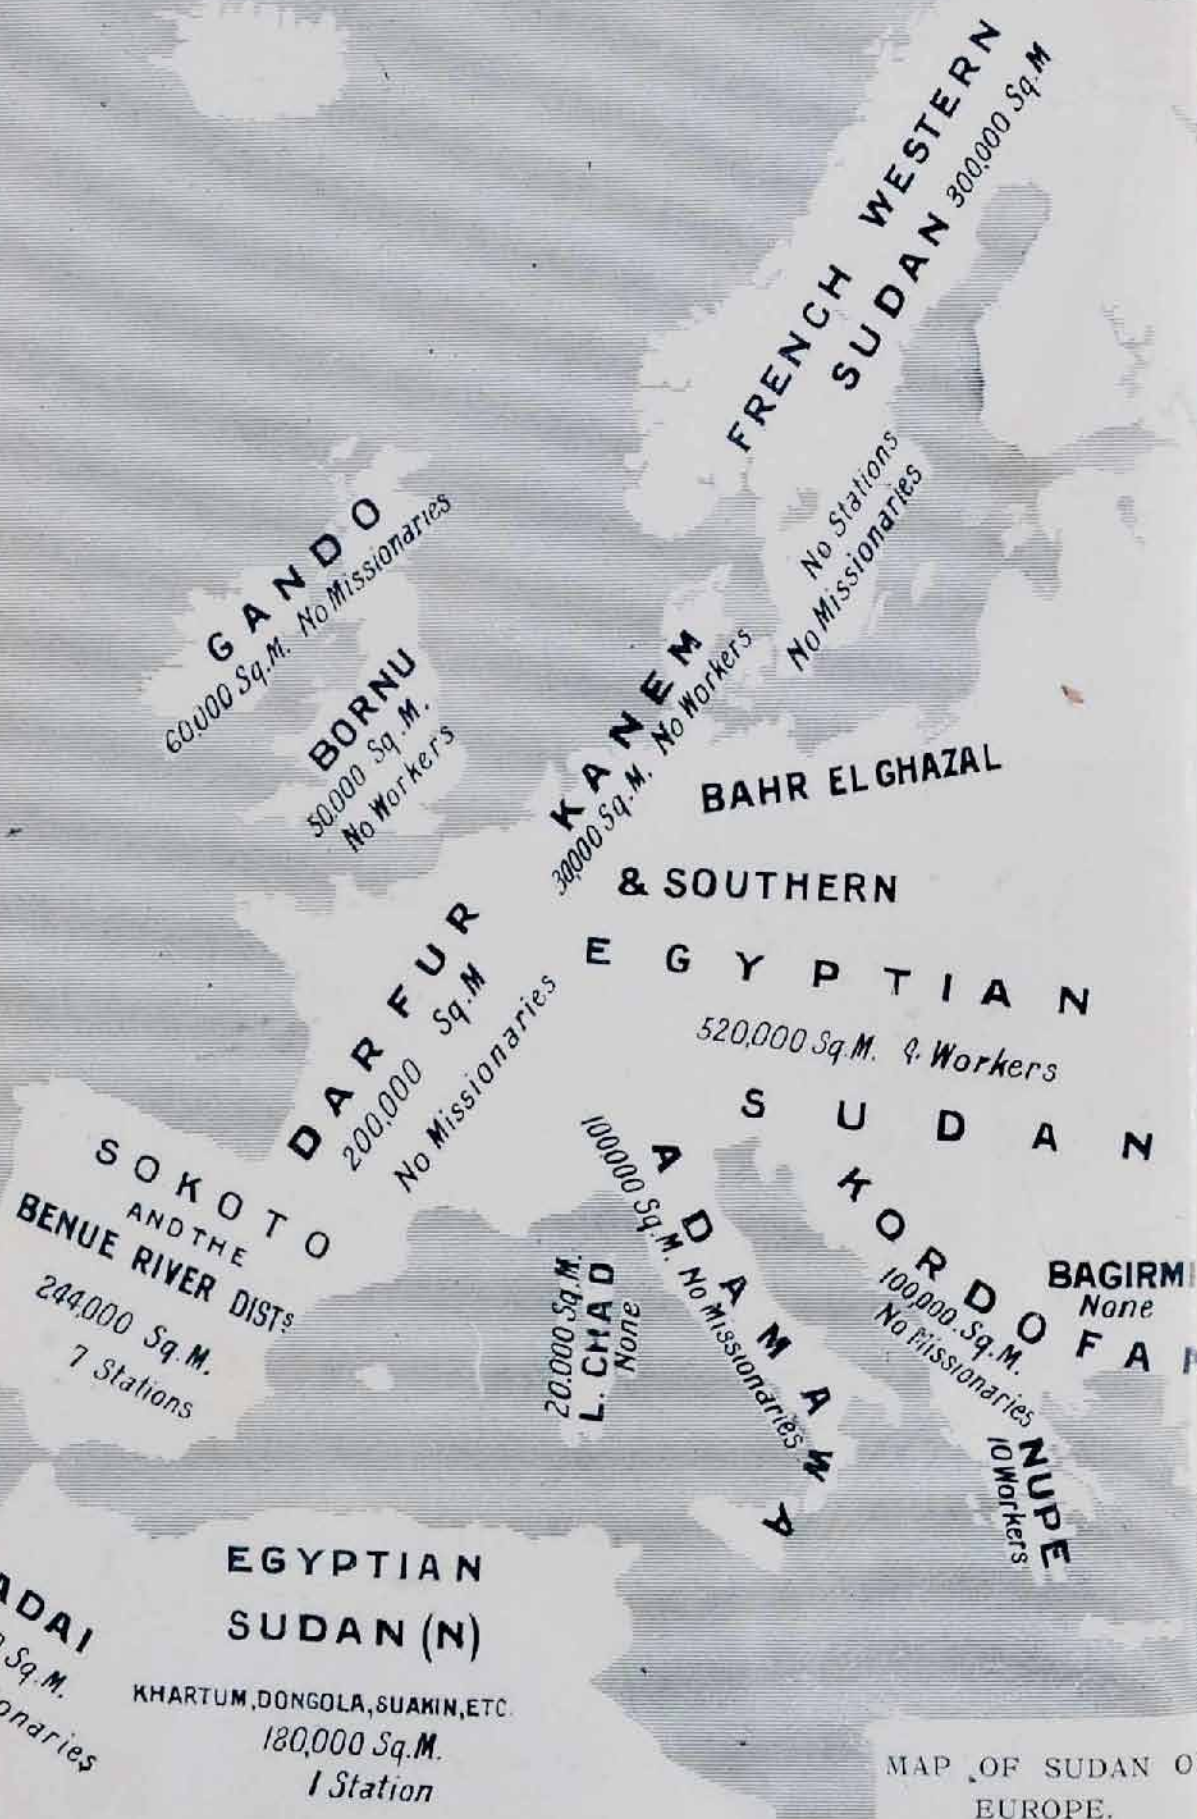 FRENCH WESTERN
SUDAN 300,000 Sq.M
No Stations
No Missionaries
GANDO
60,000 Sq.M. No Missionaries
BORNU
50,000 Sq.M.
No Workers
KANEM
30,000 Sq.M. No Workers
BAHR EL GHAZAL
& SOUTHERN
EGYPTIAN
520,000 Sq.M. 9. Workers
SUDAN
DARFUR
200,000 Sq.M
No Missionaries
SOKOTO
AND THE
BENUE RIVER DISTs
244,000 Sq.M.
7 Stations
20.000 Sq.M.
L. CHAD
None
ADAMAWA
100000 Sq.M. No Missionaries
KORDOFA
100,000.Sq.M.
No Missionaries
BAGIRMI
None
NUPE
10 Workers
EGYPTIAN
SUDAN (N)
KHARTUM, DONGOLA, SUAKIN, ETC.
180,000 Sq.M.
1 Station
ADAI
Sq.M.
onaries
MAP OF SUDAN O
EUROPE.